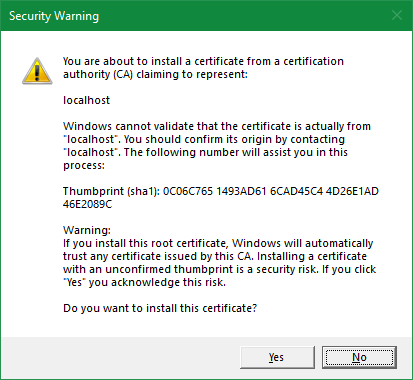 Security Warning
You are about to install a certificate from a certification
authority (CA) claiming to represent:
localhost
Windows cannot validate that the certificate is actually from
"localhost". You should confirm its origin by contacting
"localhost". The following number will assist you in this
process:
Thumbprint (sha1): 0C06C765 1493AD61 6CAD45C4 4D26E1AD
46E2089C
Warning:
If you install this root certificate, Windows will automatically
trust any certificate issued by this CA. Installing a certificate
with an unconfirmed thumbprint is a security risk. If you click
"Yes" you acknowledge this risk.
Do you want to install this certificate?
Yes
No